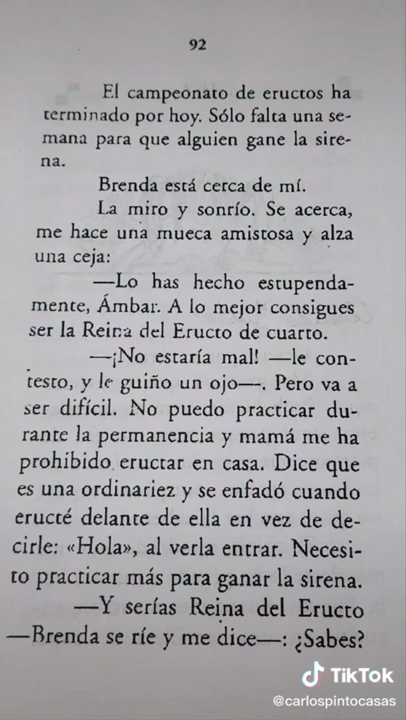 92
El campeonato de eructos ha
terminado por hoy. Sólo falta una se-
mana para que alguien gane la sire-
na.
Brenda está cerca de mí.
La miro y sonrío. Se acerca,
me hace una mueca amistosa y alza
una ceja:
—Lo has hecho estupenda-
mente, Ámbar. A lo mejor consigues
ser la Reina del Eructo de cuarto.
—¡No estaría mal! —le con-
testo, y le guiño un ojo—. Pero va a
ser difícil. No puedo practicar du-
rante la permanencia y mamá me ha
prohibido eructar en casa. Dice que
es una ordinariez y se enfadó cuando
eructé delante de ella en vez de de-
cirle: «Hola», al verla entrar. Necesi-
to practicar más para ganar la sirena.
—Y serías Reina del Eructo
—Brenda se ríe y me dice—: ¿Sabes?
TikTok
@carlospintocasas